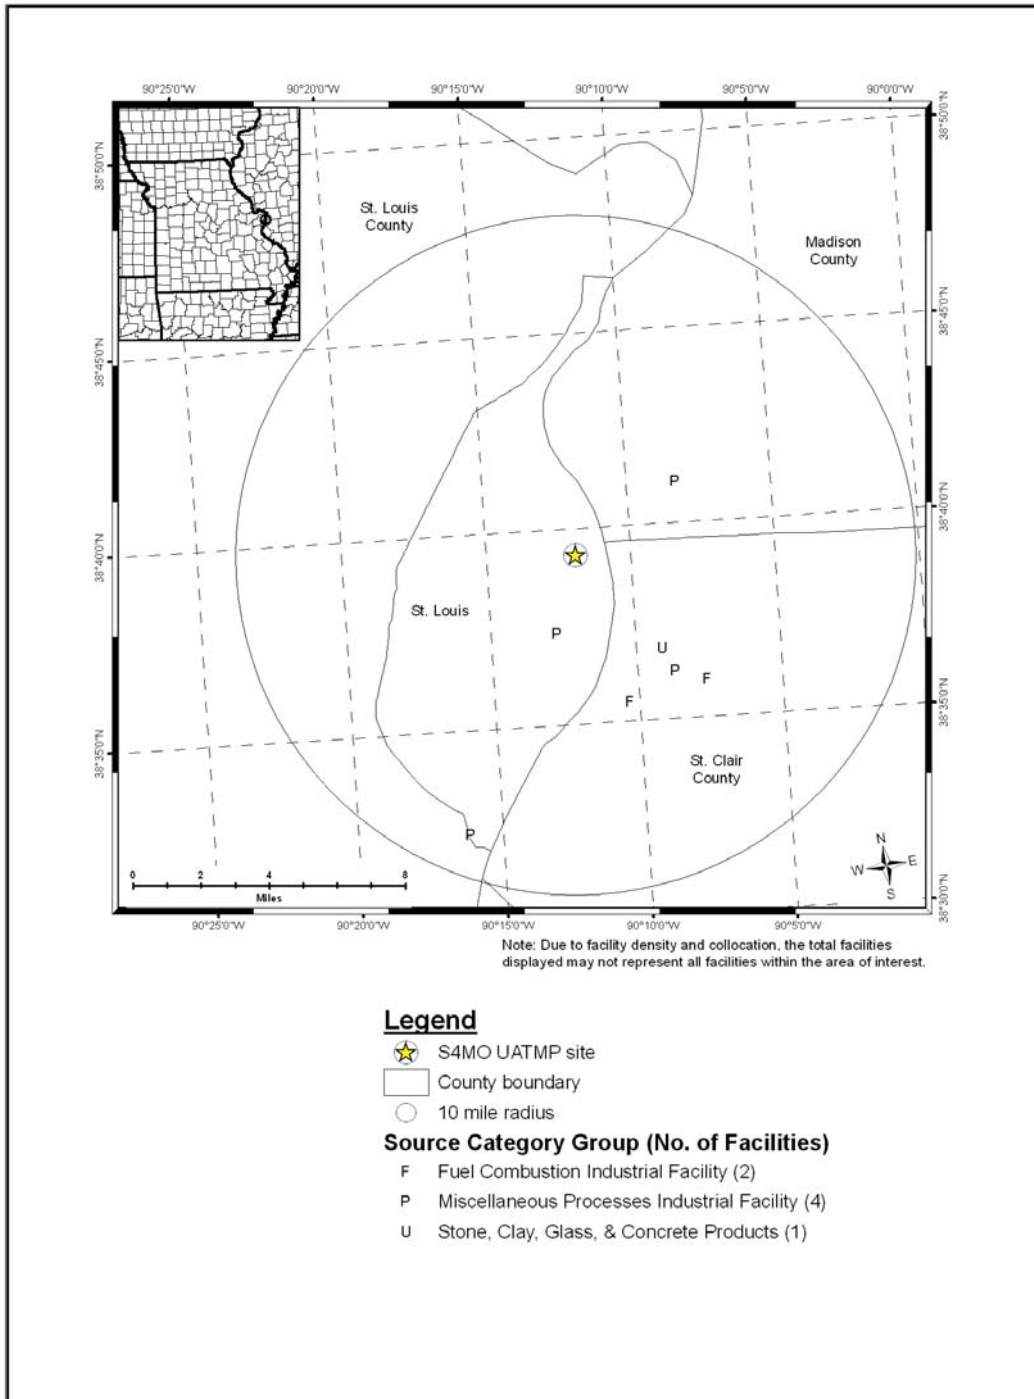 90°25'0"W 90°20'0"W 90°15'0"W 90°10'0"W 90°5'0"W 90°0'0"W
38°50'0"N
38°50'0"N
St. Louis
County
Madison
County
38°45'0"N
38°45'0"N
P
38°40'0"N
38°40'0"N
St. Louis
P
U
P
F
F
38°35'0"N
38°35'0"N
St. Clair
County
P
N
W E
S
0 2 4 8
Miles
38°30'0"N
90°25'0"W 90°20'0"W 90°15'0"W 90°10'0"W 90°5'0"W
Note: Due to facility density and collocation, the total facilities
displayed may not represent all facilities within the area of interest.
Legend
S4MO UATMP site
County boundary
10 mile radius
Source Category Group (No. of Facilities)
F Fuel Combustion Industrial Facility (2)
P Miscellaneous Processes Industrial Facility (4)
U Stone, Clay, Glass, & Concrete Products (1)